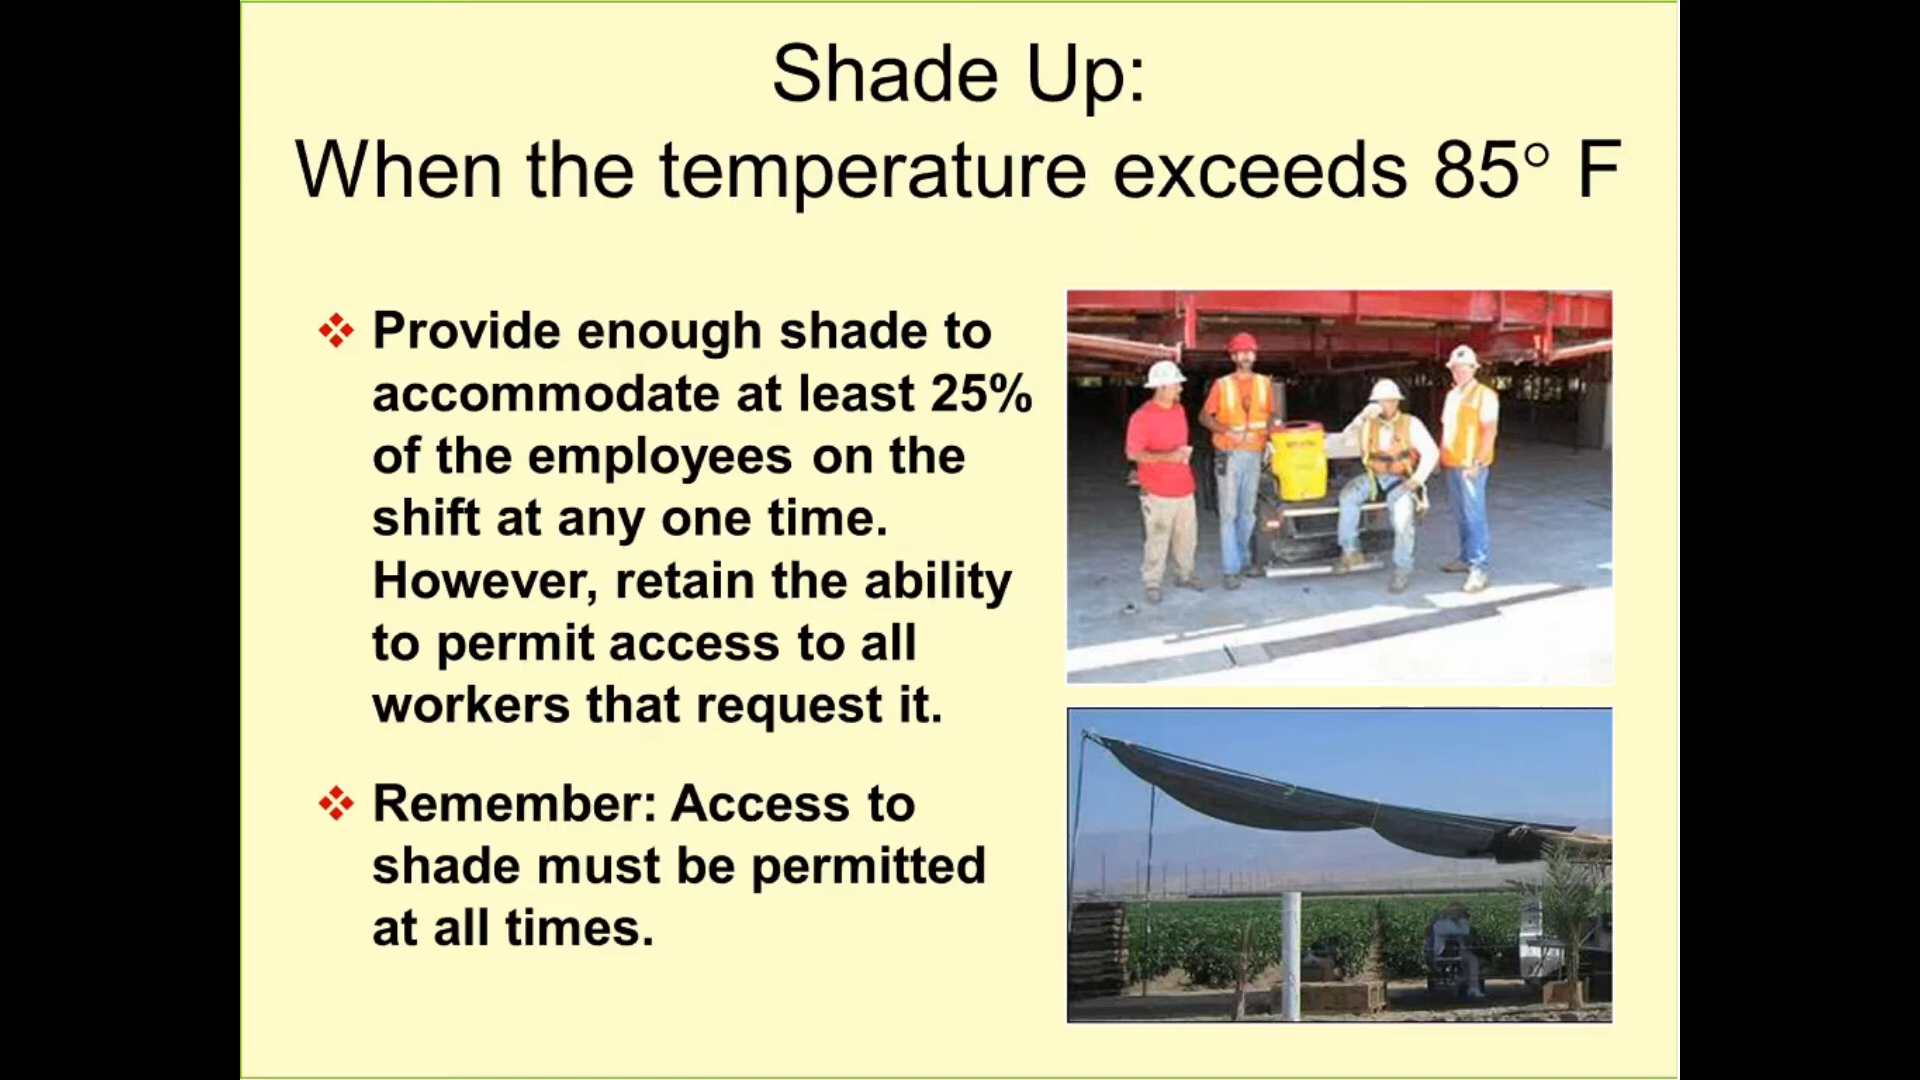 Shade Up:
When the temperature exceeds 85° F
Provide enough shade to
accommodate at least 25%
of the employees on the
shift at any one time.
However, retain the ability
to permit access to all
workers that request it.
Remember: Access to
shade must be permitted
at all times.